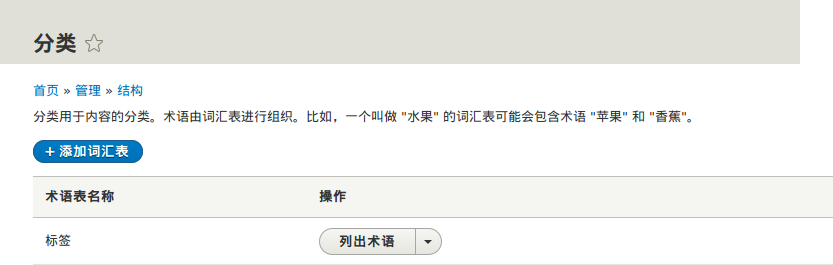 分类
首页 » 管理 » 结构
分类用于内容的分类。术语由词汇表进行组织。比如，一个叫做 "水果" 的词汇表可能会包含术语 "苹果" 和 "香蕉"。
+ 添加词汇表
术语表名称 操作
标签 列出术语